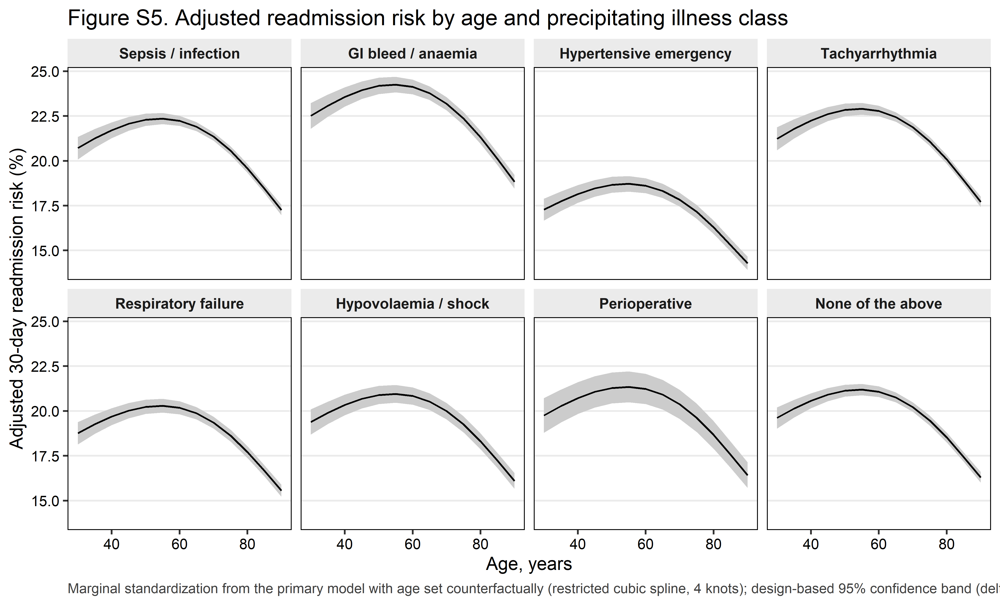 Figure S5. Adjusted readmission risk by age and precipitating illness class
Sepsis / infection
GI bleed / anaemia
Hypertensive emergency
Tachyarrhythmia
25.0
22.5
20.0
17.5
15.0
Respiratory failure
Hypovolaemia / shock
Perioperative
None of the above
25.0
22.5
20.0
17.5
15.0
Adjusted 30-day readmission risk (%)
40 60 80
40 60 80
40 60 80
40 60 80
Age, years
Marginal standardization from the primary model with age set counterfactually (restricted cubic spline, 4 knots); design-based 95% confidence band